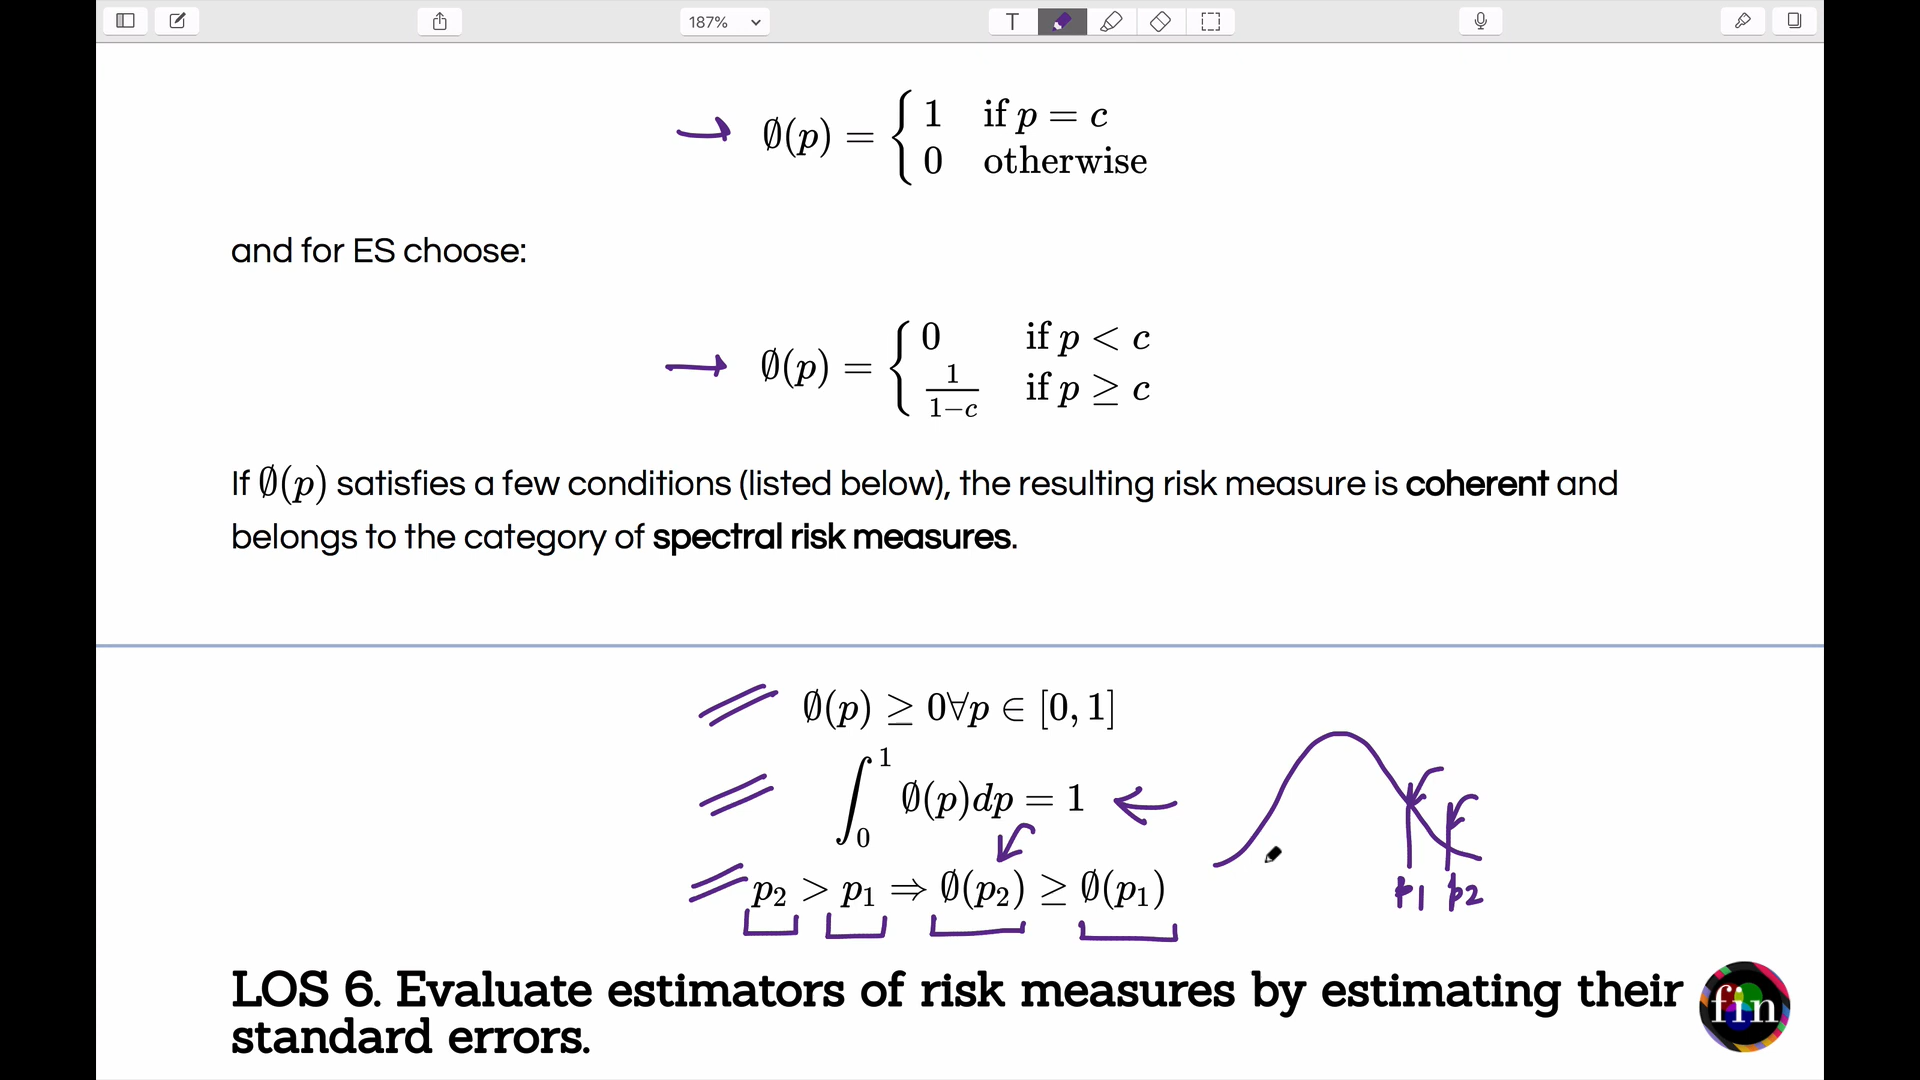 187%
T
∅(p) = { 1 if p = c
0 otherwise
and for ES choose:
∅(p) = { 0 if p < c
1/(1−c) if p ≥ c
If ∅(p) satisfies a few conditions (listed below), the resulting risk measure is coherent and
belongs to the category of spectral risk measures.
∅(p) ≥ 0∀p ∈ [0, 1]
∫₀¹ ∅(p)dp = 1
p₂ > p₁ ⇒ ∅(p₂) ≥ ∅(p₁)
p1 p2
LOS 6. Evaluate estimators of risk measures by estimating their
standard errors.
fin